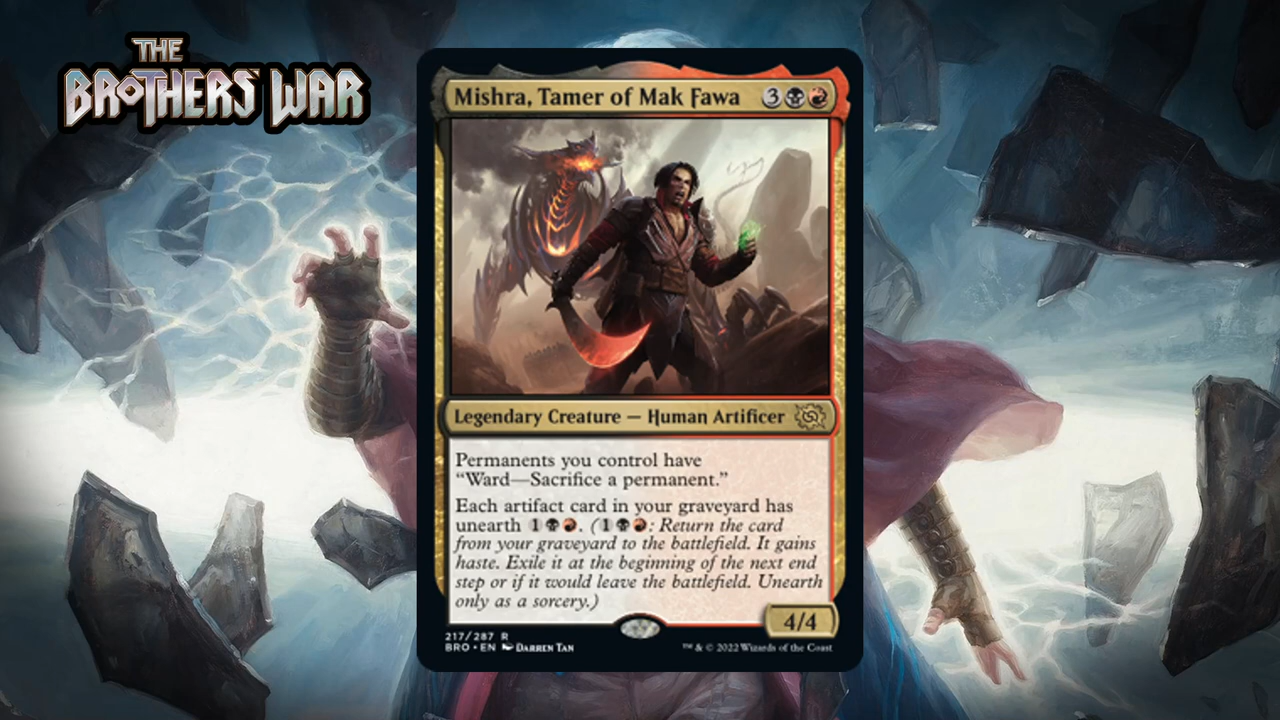 THE
BROTHERS' WAR
Mishra, Tamer of Mak Fawa 3
Legendary Creature — Human Artificer
Permanents you control have
“Ward—Sacrifice a permanent.”
Each artifact card in your graveyard has
unearth 1. (1: Return the card
from your graveyard to the battlefield. It gains
haste. Exile it at the beginning of the next end
step or if it would leave the battlefield. Unearth
only as a sorcery.)
4/4
217/287 R
BRO • EN DARREN TAN
™ & © 2022 Wizards of the Coast